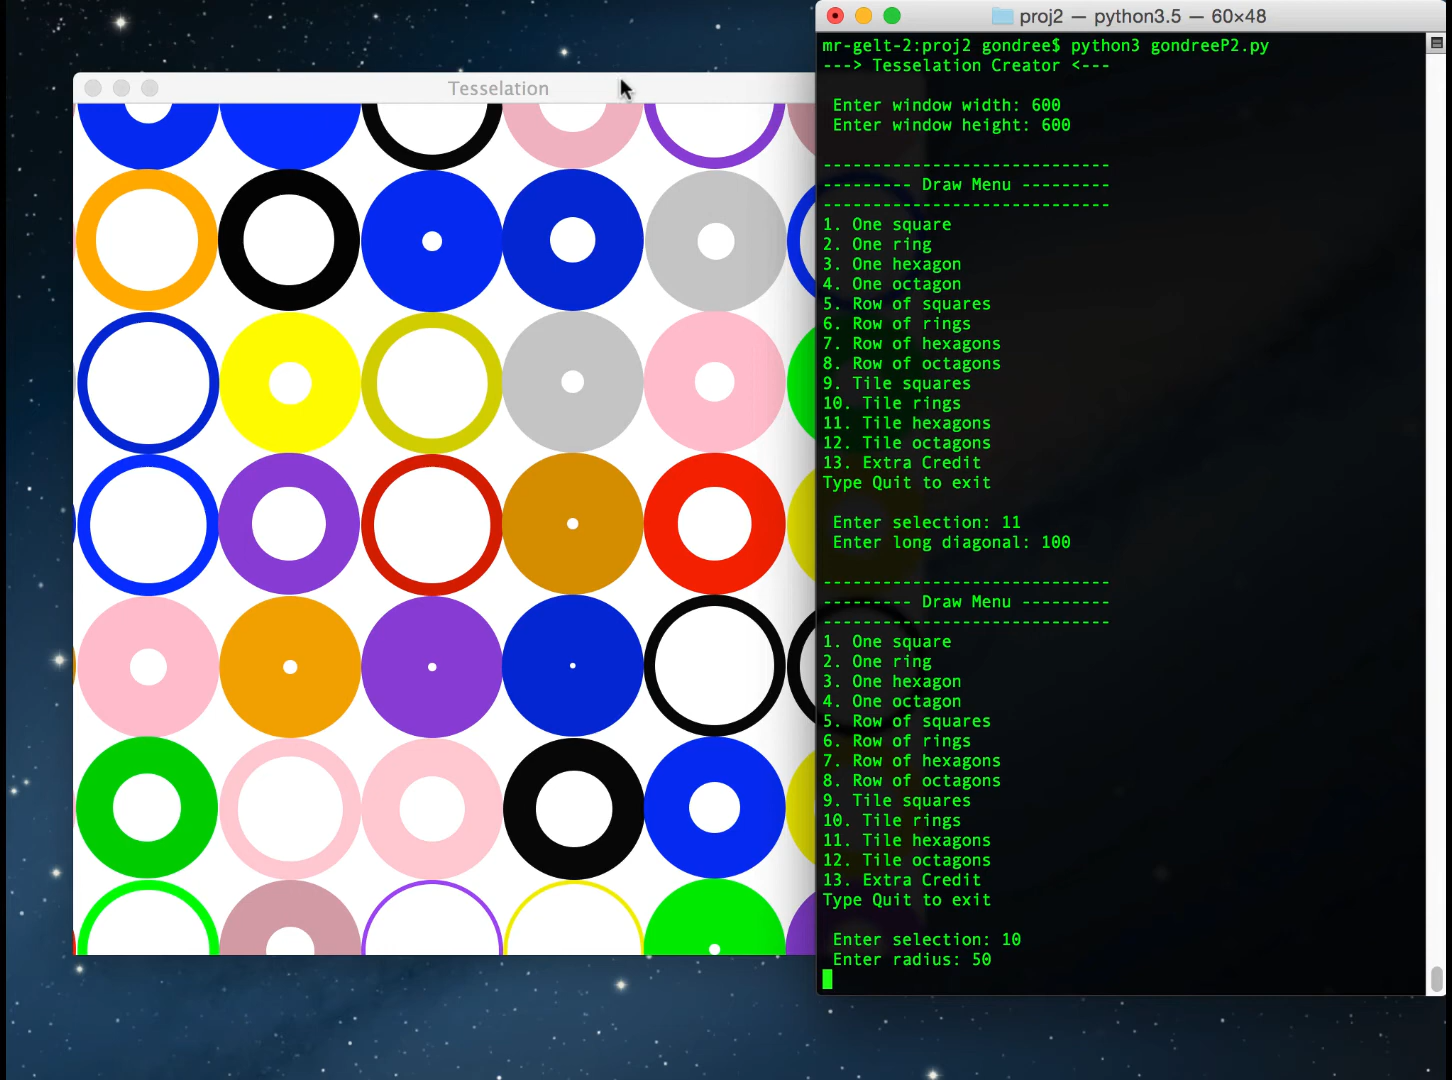 proj2 — python3.5 — 60×48
Tesselation
mr-gelt-2:proj2 gondree$ python3 gondreeP2.py
---> Tesselation Creator <---
Enter window width: 600
Enter window height: 600
-----------------------------
--------- Draw Menu ---------
-----------------------------
1. One square
2. One ring
3. One hexagon
4. One octagon
5. Row of squares
6. Row of rings
7. Row of hexagons
8. Row of octagons
9. Tile squares
10. Tile rings
11. Tile hexagons
12. Tile octagons
13. Extra Credit
Type Quit to exit
Enter selection: 11
Enter long diagonal: 100
-----------------------------
--------- Draw Menu ---------
-----------------------------
1. One square
2. One ring
3. One hexagon
4. One octagon
5. Row of squares
6. Row of rings
7. Row of hexagons
8. Row of octagons
9. Tile squares
10. Tile rings
11. Tile hexagons
12. Tile octagons
13. Extra Credit
Type Quit to exit
Enter selection: 10
Enter radius: 50